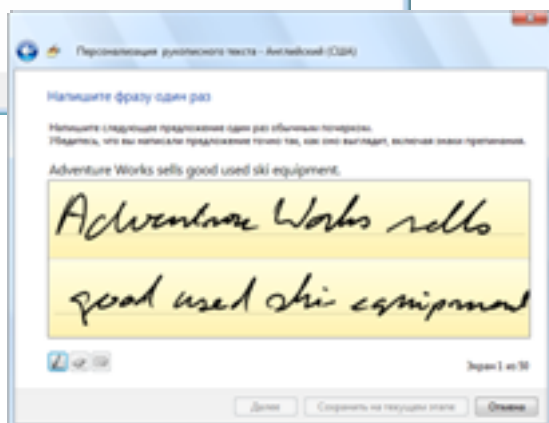 Персонализация рукописного текста - Английский (США)
Напишите фразу один раз
Напишите следующее предложение один раз обычным почерком.
Убедитесь, что вы написали предложение точно так, как оно выглядит, включая знаки препинания.
Adventure Works sells good used ski equipment.
Adventure Works sells
good used ski equipment
Экран 1 из 50
Далее Сохранить на текущем этапе Отмена